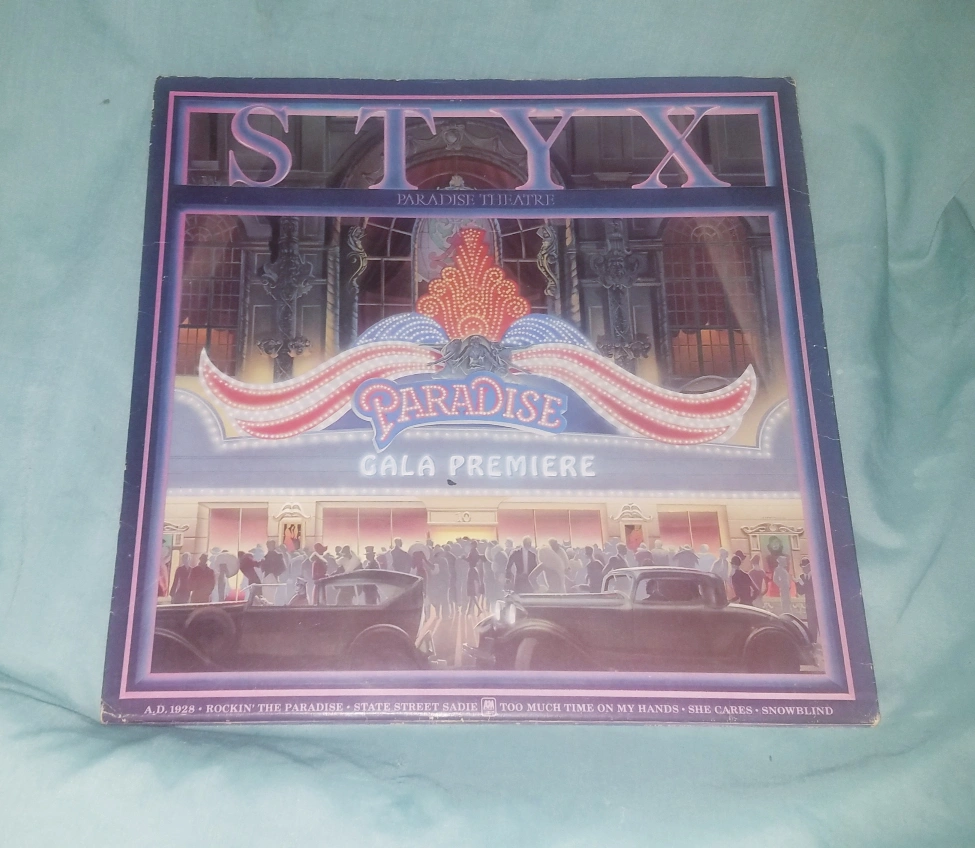 STYX
PARADISE THEATRE
PARADISE
GALA PREMIERE
A.D. 1928 • ROCKIN' THE PARADISE • STATE STREET SADIE A&M TOO MUCH TIME ON MY HANDS • SHE CARES • SNOWBLIND